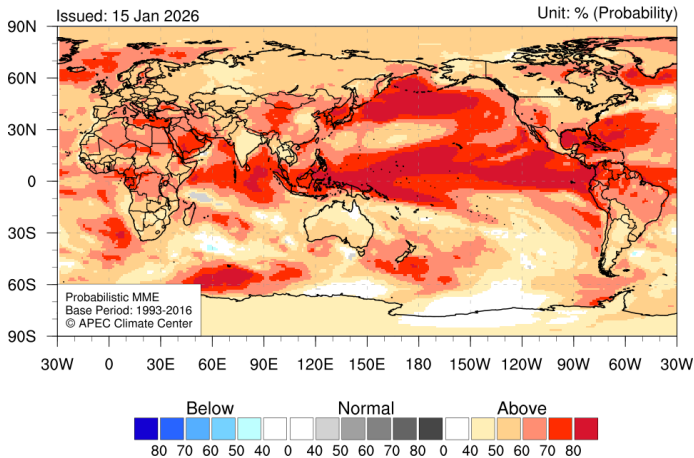 Issued: 15 Jan 2026
Unit: % (Probability)
90N
60N
30N
0
30S
60S
90S
Probabilistic MME
Base Period: 1993-2016
© APEC Climate Center
30W 0 30E 60E 90E 120E 150E 180 150W 120W 90W 60W 30W
Below Normal Above
80 70 60 50 40 0 40 50 60 70 80 0 40 50 60 70 80